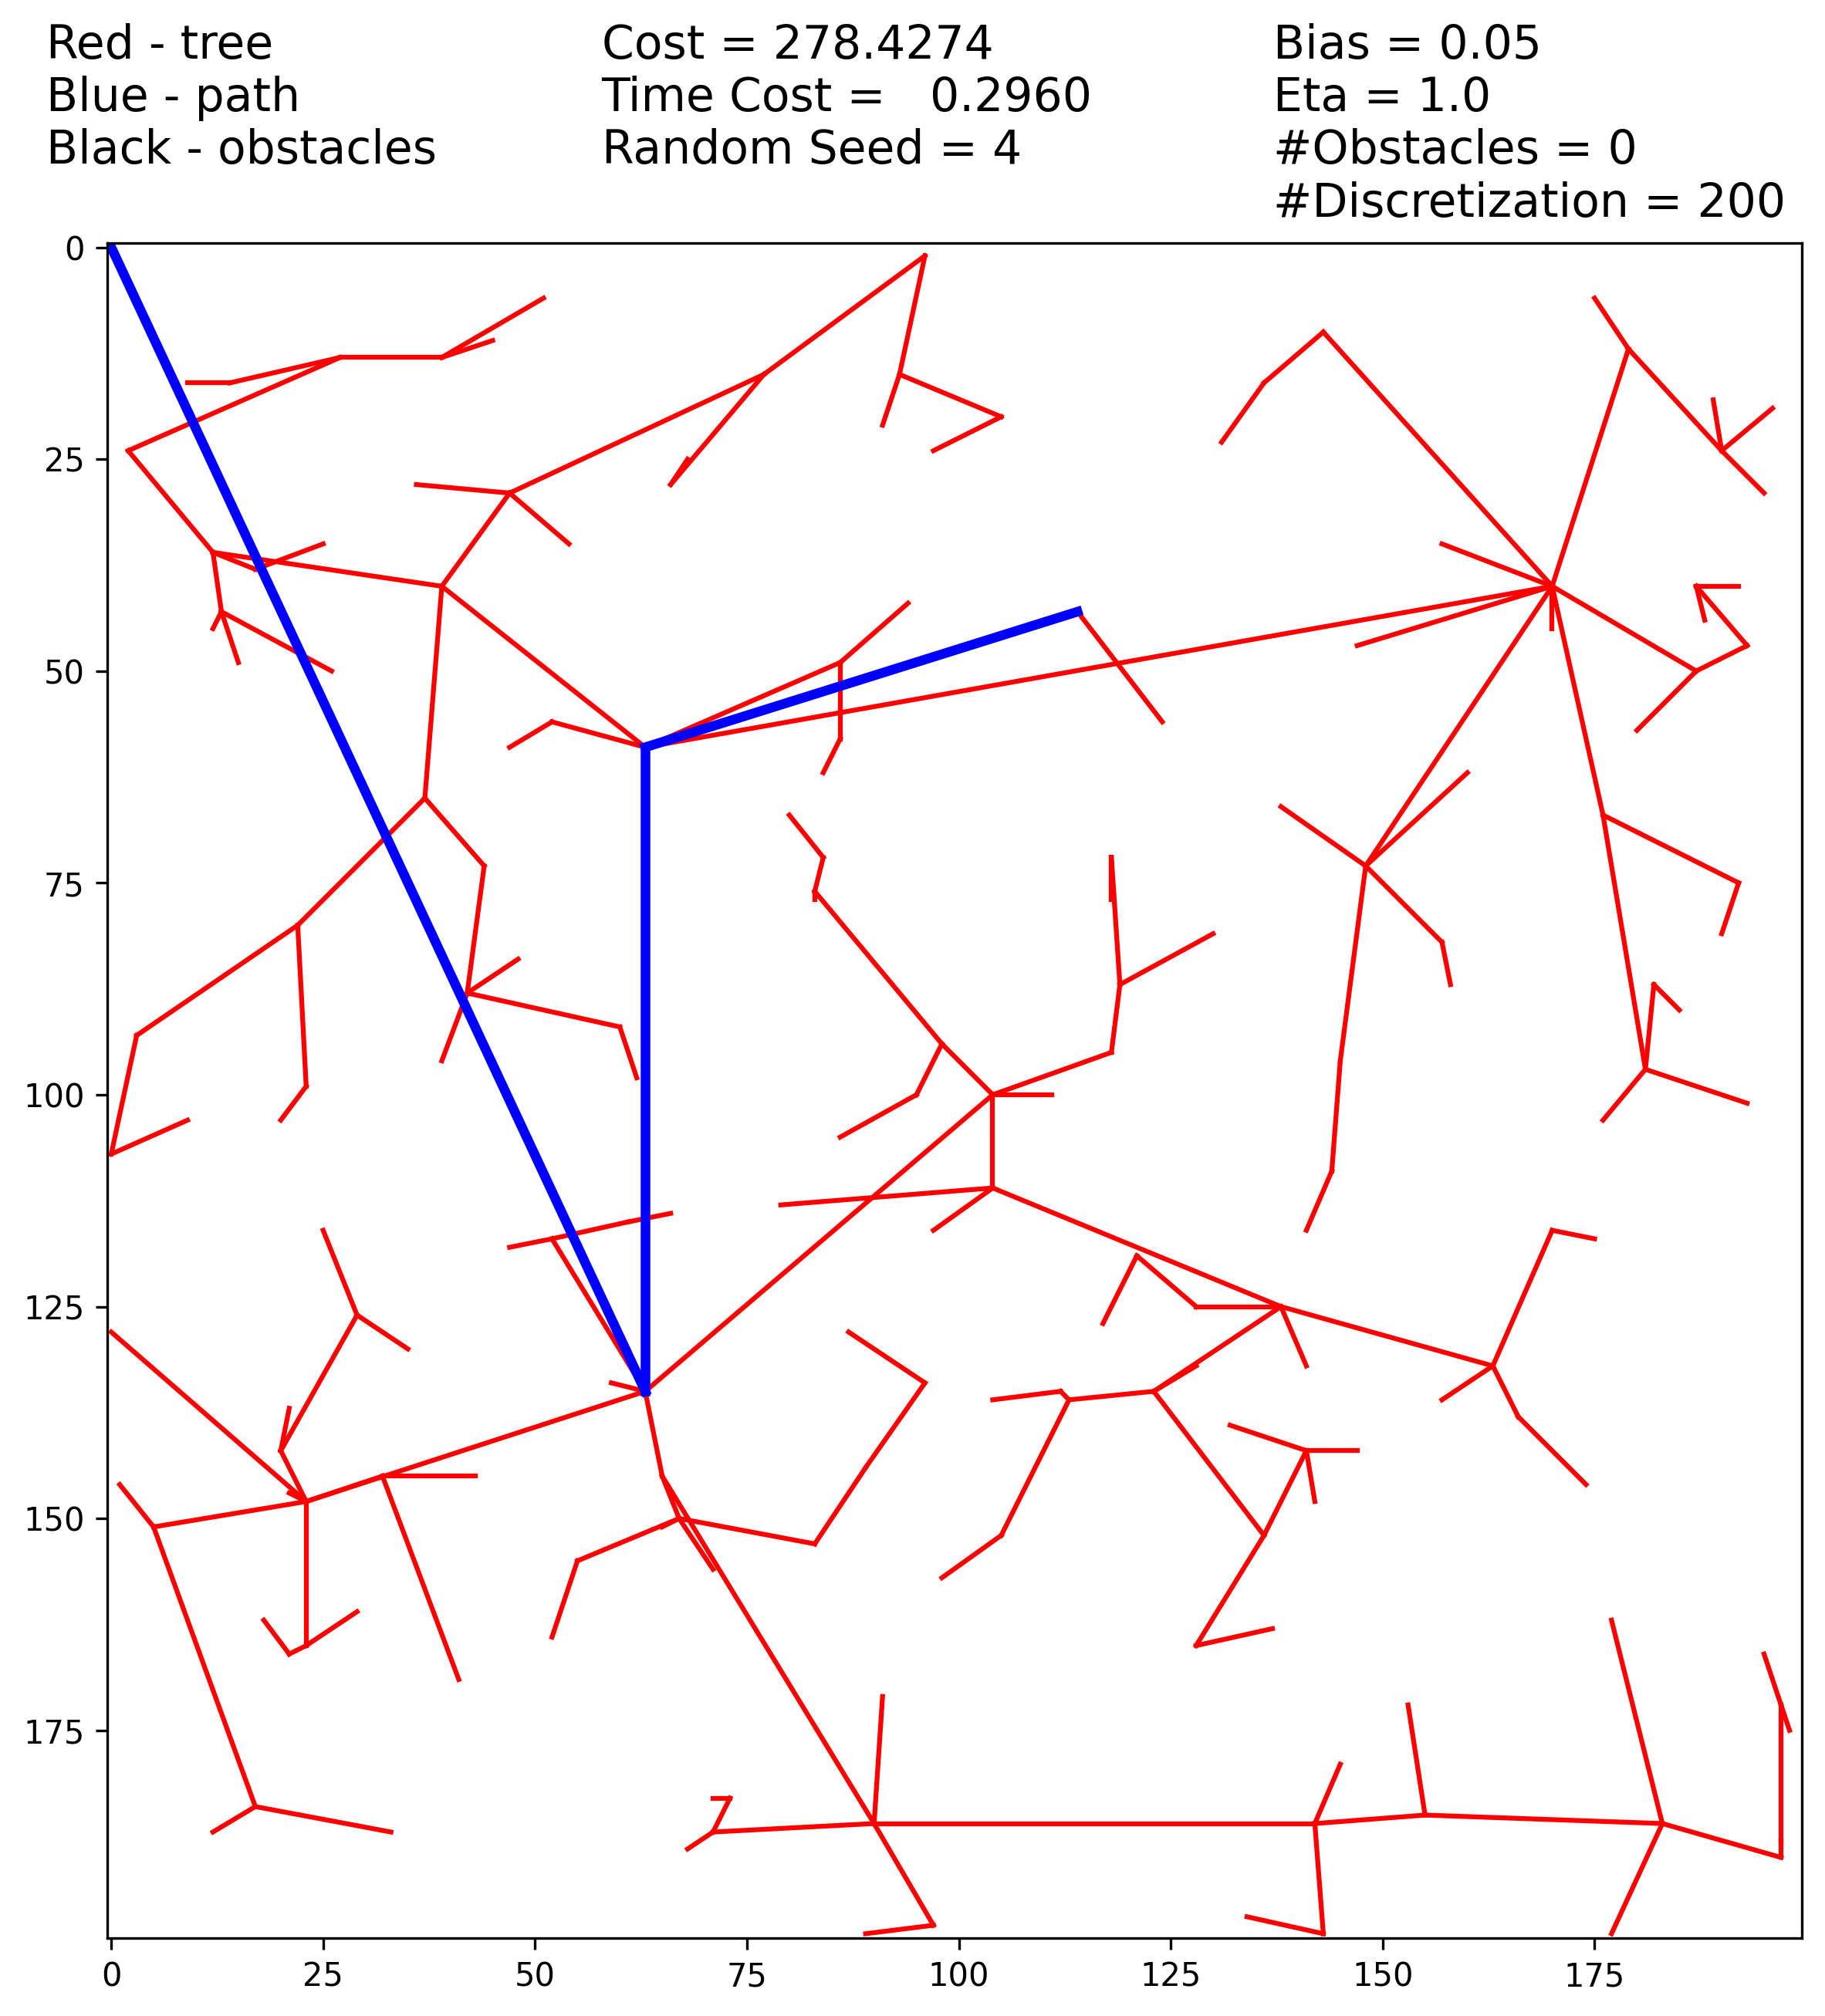 Red - tree
Blue - path
Black - obstacles
Cost = 278.4274
Time Cost =   0.2960
Random Seed = 4
Bias = 0.05
Eta = 1.0
#Obstacles = 0
#Discretization = 200
0
25
50
75
100
125
150
175
0
25
50
75
100
125
150
175